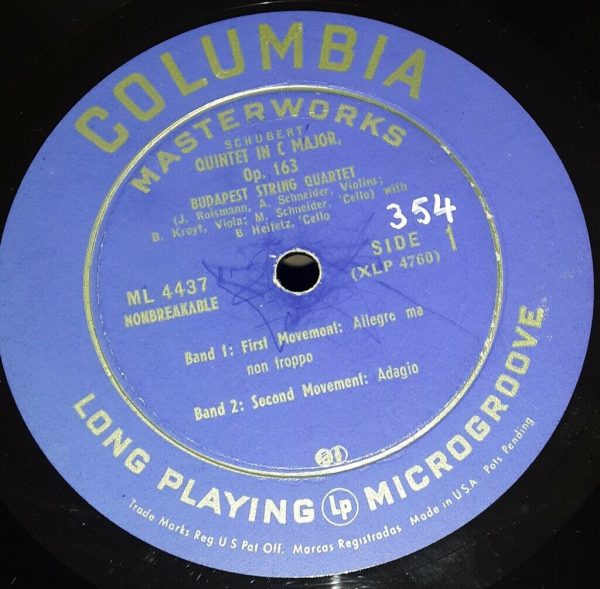 COLUMBIA
MASTERWORKS
SCHUBERT
QUINTET IN C MAJOR,
Op. 163
BUDAPEST STRING QUARTET
(J. Roismann, A. Schneider, Violins;
B. Kroyt, Viola; M. Schneider, 'Cello) with
B. Heifetz, 'Cello
354
ML 4437
NONBREAKABLE
SIDE 1
(XLP 4760)
Band 1: First Movement: Allegro ma
non troppo
Band 2: Second Movement: Adagio
LONG PLAYING Lp MICROGROOVE
Trade Marks Reg U S Pat Off. Marcas Registradas Made in U.S.A. Pats Pending